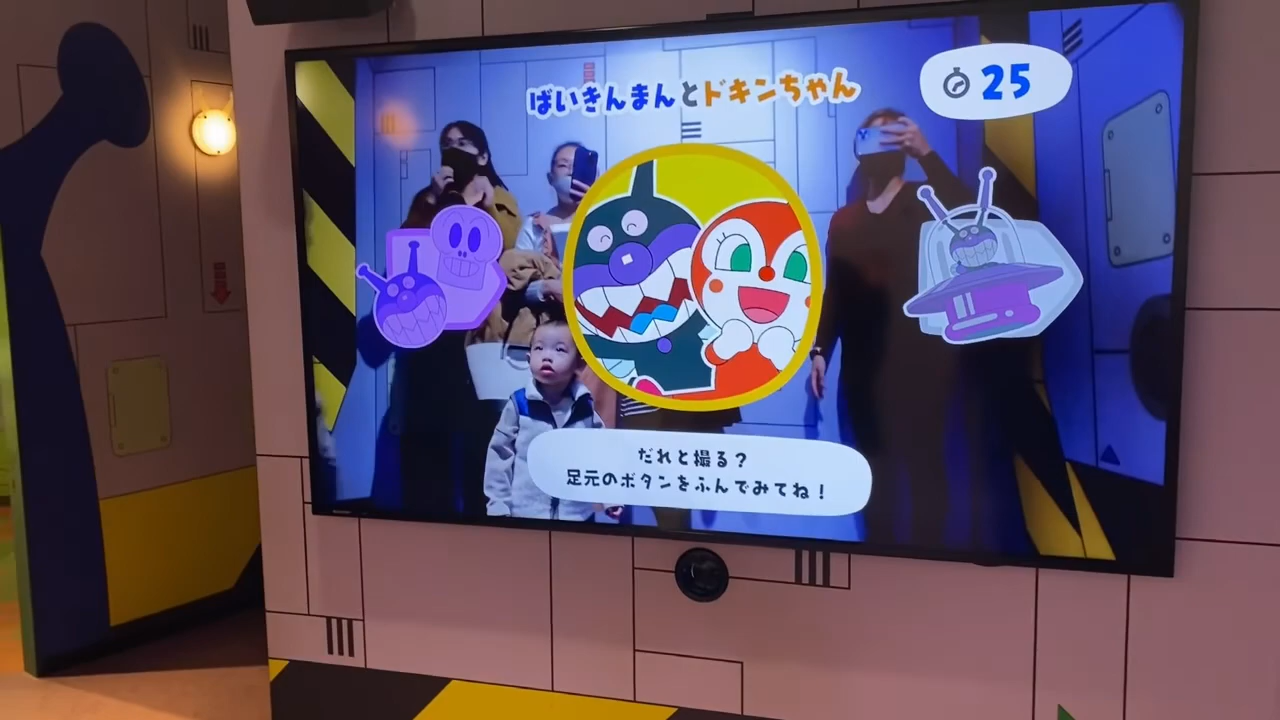 ばいきんまんとドキンちゃん
25
だれと撮る？
足元のボタンをふんでみてね！